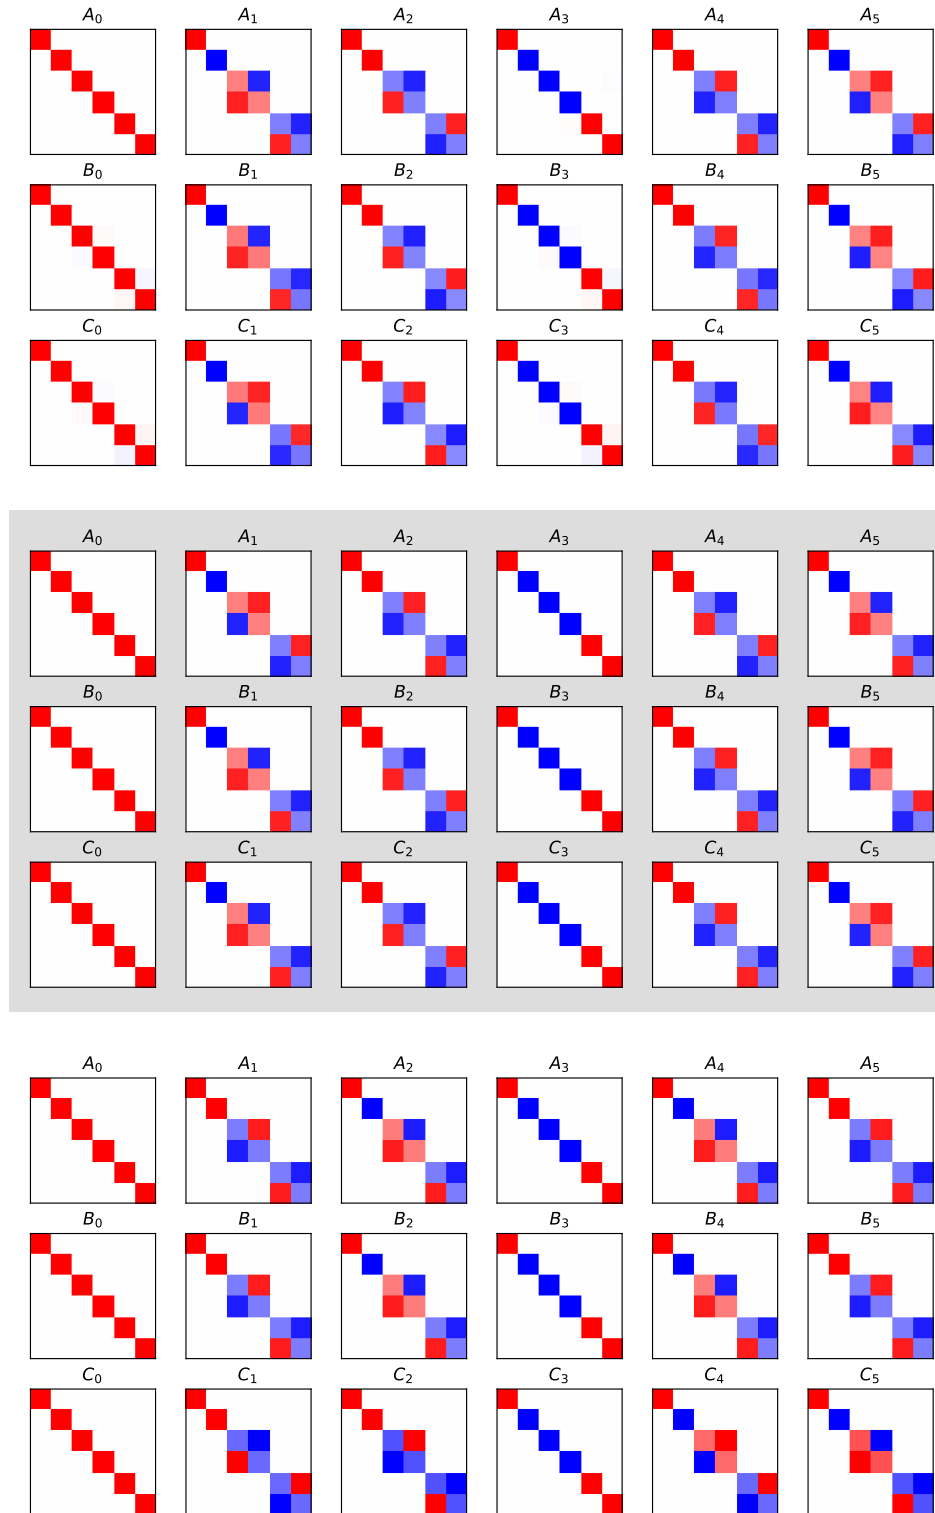 A₀ A₁ A₂ A₃ A₄ A₅
B₀ B₁ B₂ B₃ B₄ B₅
C₀ C₁ C₂ C₃ C₄ C₅
A₀ A₁ A₂ A₃ A₄ A₅
B₀ B₁ B₂ B₃ B₄ B₅
C₀ C₁ C₂ C₃ C₄ C₅
A₀ A₁ A₂ A₃ A₄ A₅
B₀ B₁ B₂ B₃ B₄ B₅
C₀ C₁ C₂ C₃ C₄ C₅